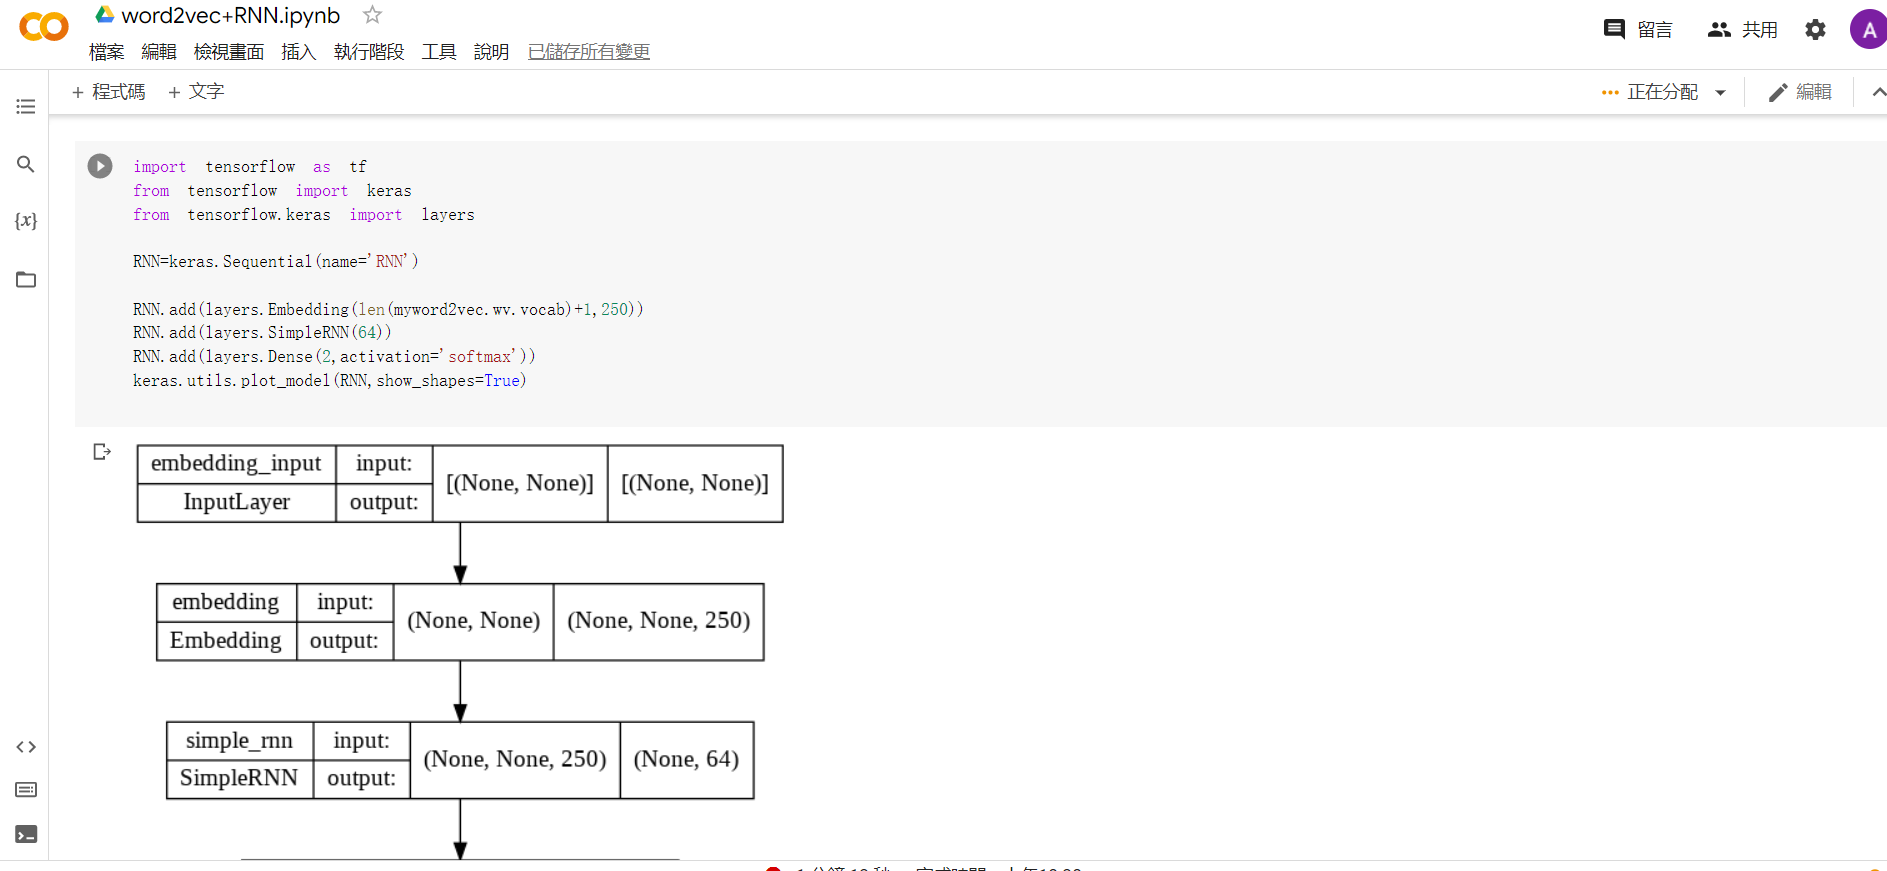 word2vec+RNN.ipynb
留言
共用
A
檔案 編輯 檢視畫面 插入 執行階段 工具 說明 已儲存所有變更
+ 程式碼 + 文字
正在分配
編輯
{x}
import tensorflow as tf
from tensorflow import keras
from tensorflow.keras import layers
RNN=keras.Sequential(name='RNN')
RNN.add(layers.Embedding(len(myword2vec.wv.vocab)+1,250))
RNN.add(layers.SimpleRNN(64))
RNN.add(layers.Dense(2,activation='softmax'))
keras.utils.plot_model(RNN,show_shapes=True)
embedding_input input: [(None, None)] [(None, None)]
InputLayer output:
embedding input: (None, None) (None, None, 250)
Embedding output:
simple_rnn input: (None, None, 250) (None, 64)
SimpleRNN output: